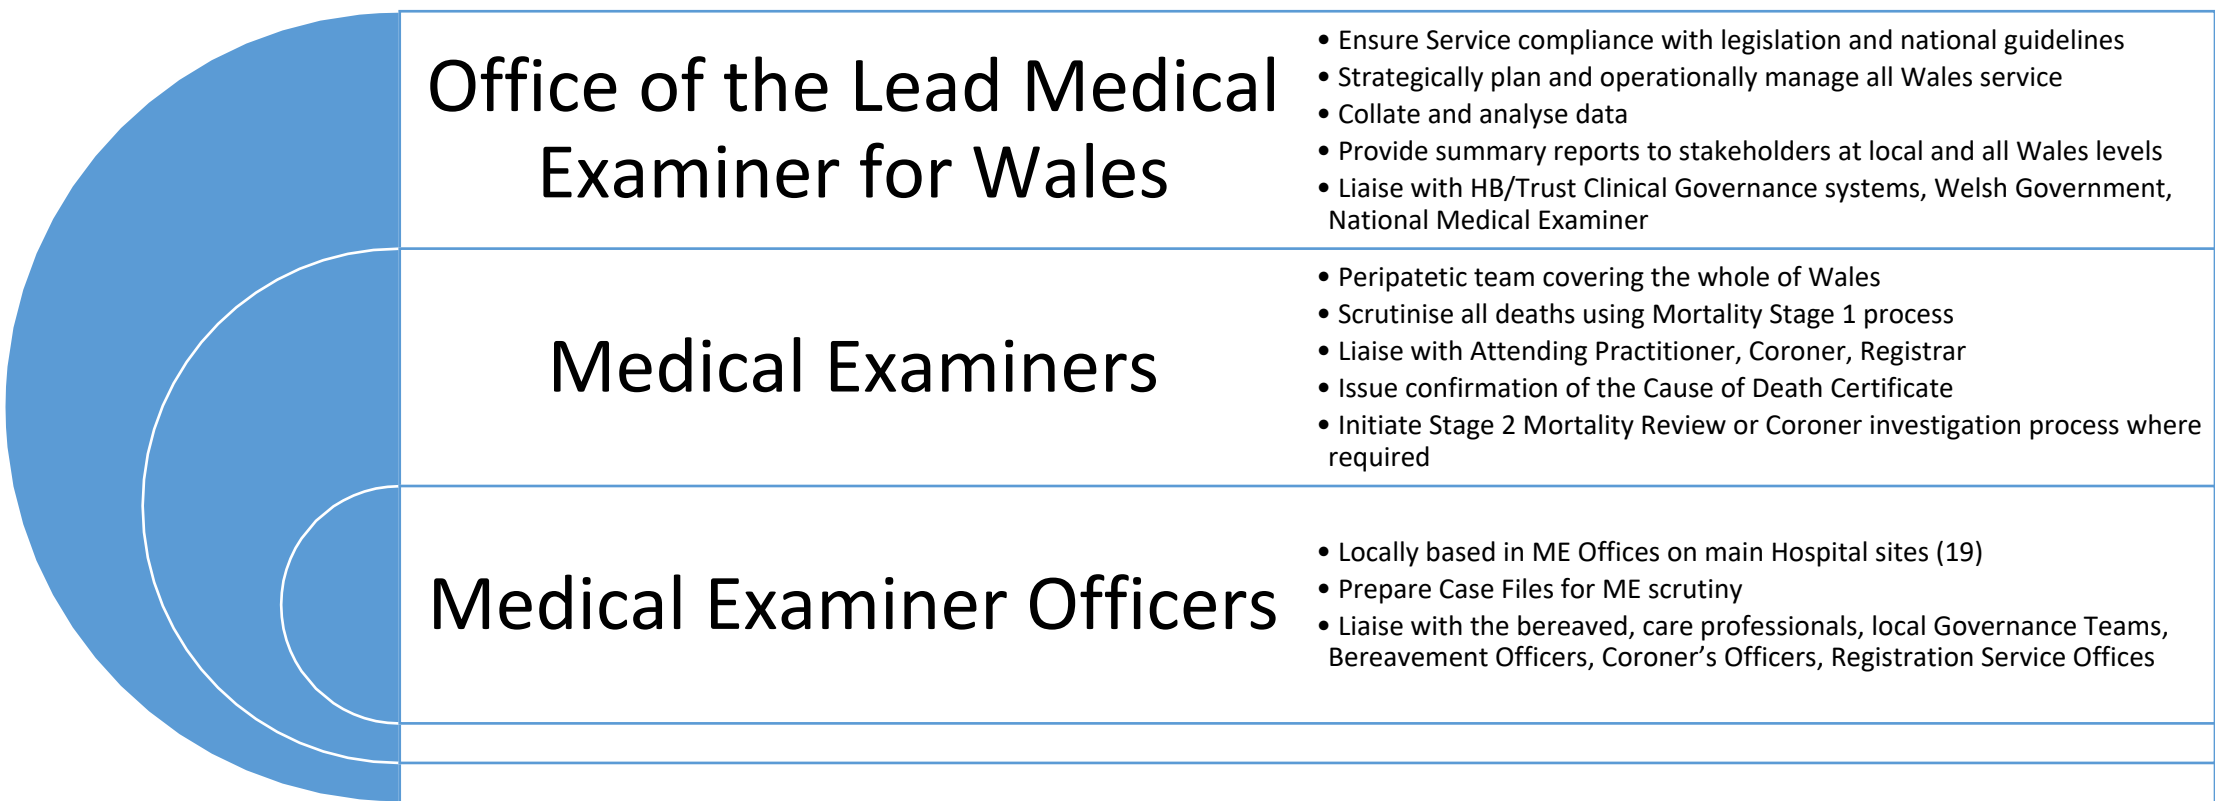 Office of the Lead Medical
Examiner for Wales
• Ensure Service compliance with legislation and national guidelines
• Strategically plan and operationally manage all Wales service
• Collate and analyse data
• Provide summary reports to stakeholders at local and all Wales levels
• Liaise with HB/Trust Clinical Governance systems, Welsh Government,
National Medical Examiner
Medical Examiners
• Peripatetic team covering the whole of Wales
• Scrutinise all deaths using Mortality Stage 1 process
• Liaise with Attending Practitioner, Coroner, Registrar
• Issue confirmation of the Cause of Death Certificate
• Initiate Stage 2 Mortality Review or Coroner investigation process where
required
Medical Examiner Officers
• Locally based in ME Offices on main Hospital sites (19)
• Prepare Case Files for ME scrutiny
• Liaise with the bereaved, care professionals, local Governance Teams,
Bereavement Officers, Coroner’s Officers, Registration Service Offices